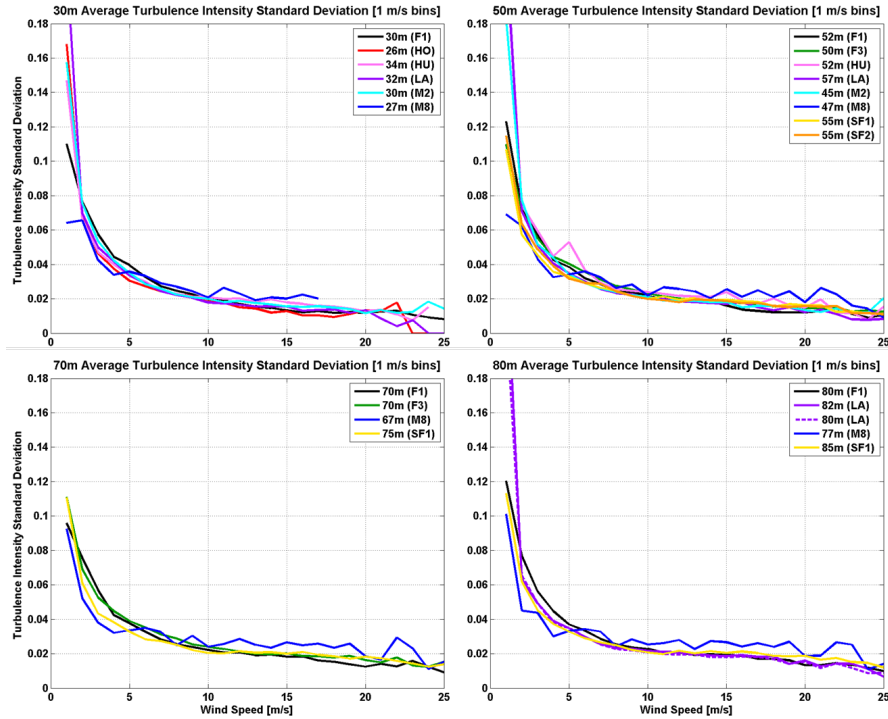 30m Average Turbulence Intensity Standard Deviation [1 m/s bins]
Turbulence Intensity Standard Deviation
0.18
0.16
0.14
0.12
0.1
0.08
0.06
0.04
0.02
0
0 5 10 15 20 25
30m (F1)
26m (HO)
34m (HU)
32m (LA)
30m (M2)
27m (M8)
50m Average Turbulence Intensity Standard Deviation [1 m/s bins]
0.18
0.16
0.14
0.12
0.1
0.08
0.06
0.04
0.02
0
0 5 10 15 20 25
52m (F1)
50m (F3)
52m (HU)
57m (LA)
45m (M2)
47m (M8)
55m (SF1)
55m (SF2)
70m Average Turbulence Intensity Standard Deviation [1 m/s bins]
Turbulence Intensity Standard Deviation
0.18
0.16
0.14
0.12
0.1
0.08
0.06
0.04
0.02
0
0 5 10 15 20 25
Wind Speed [m/s]
70m (F1)
70m (F3)
67m (M8)
75m (SF1)
80m Average Turbulence Intensity Standard Deviation [1 m/s bins]
0.18
0.16
0.14
0.12
0.1
0.08
0.06
0.04
0.02
0
0 5 10 15 20 25
Wind Speed [m/s]
80m (F1)
82m (LA)
80m (LA)
77m (M8)
85m (SF1)